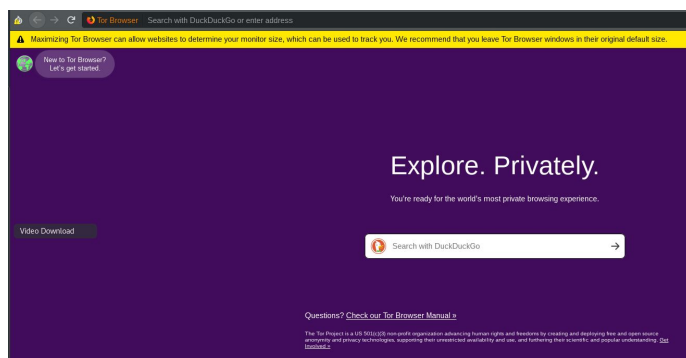 Tor Browser Search with DuckDuckGo or enter address
Maximizing Tor Browser can allow websites to determine your monitor size, which can be used to track you. We recommend that you leave Tor Browser windows in their original default size.
New to Tor Browser?
Let's get started.
Explore. Privately.
You're ready for the world's most private browsing experience.
Video Download
Search with DuckDuckGo
Questions? Check our Tor Browser Manual »
The Tor Project is a US 501(c)(3) non-profit organization advancing human rights and freedoms by creating and deploying free and open source
anonymity and privacy technologies, supporting their unrestricted availability and use, and furthering their scientific and popular understanding. Get
Involved »